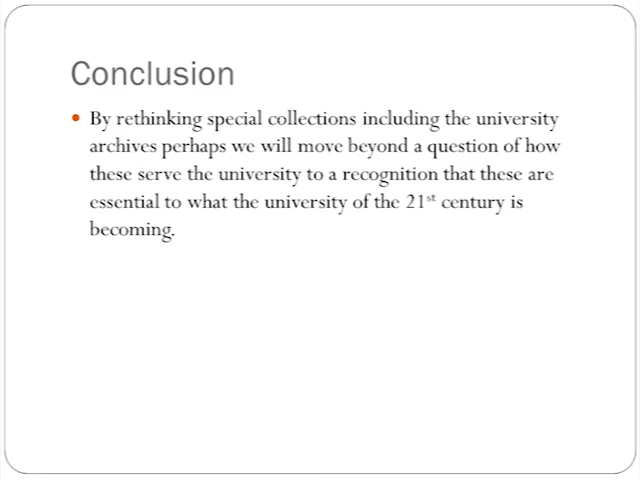 Conclusion
• By rethinking special collections including the university
archives perhaps we will move beyond a question of how
these serve the university to a recognition that these are
essential to what the university of the 21st century is
becoming.